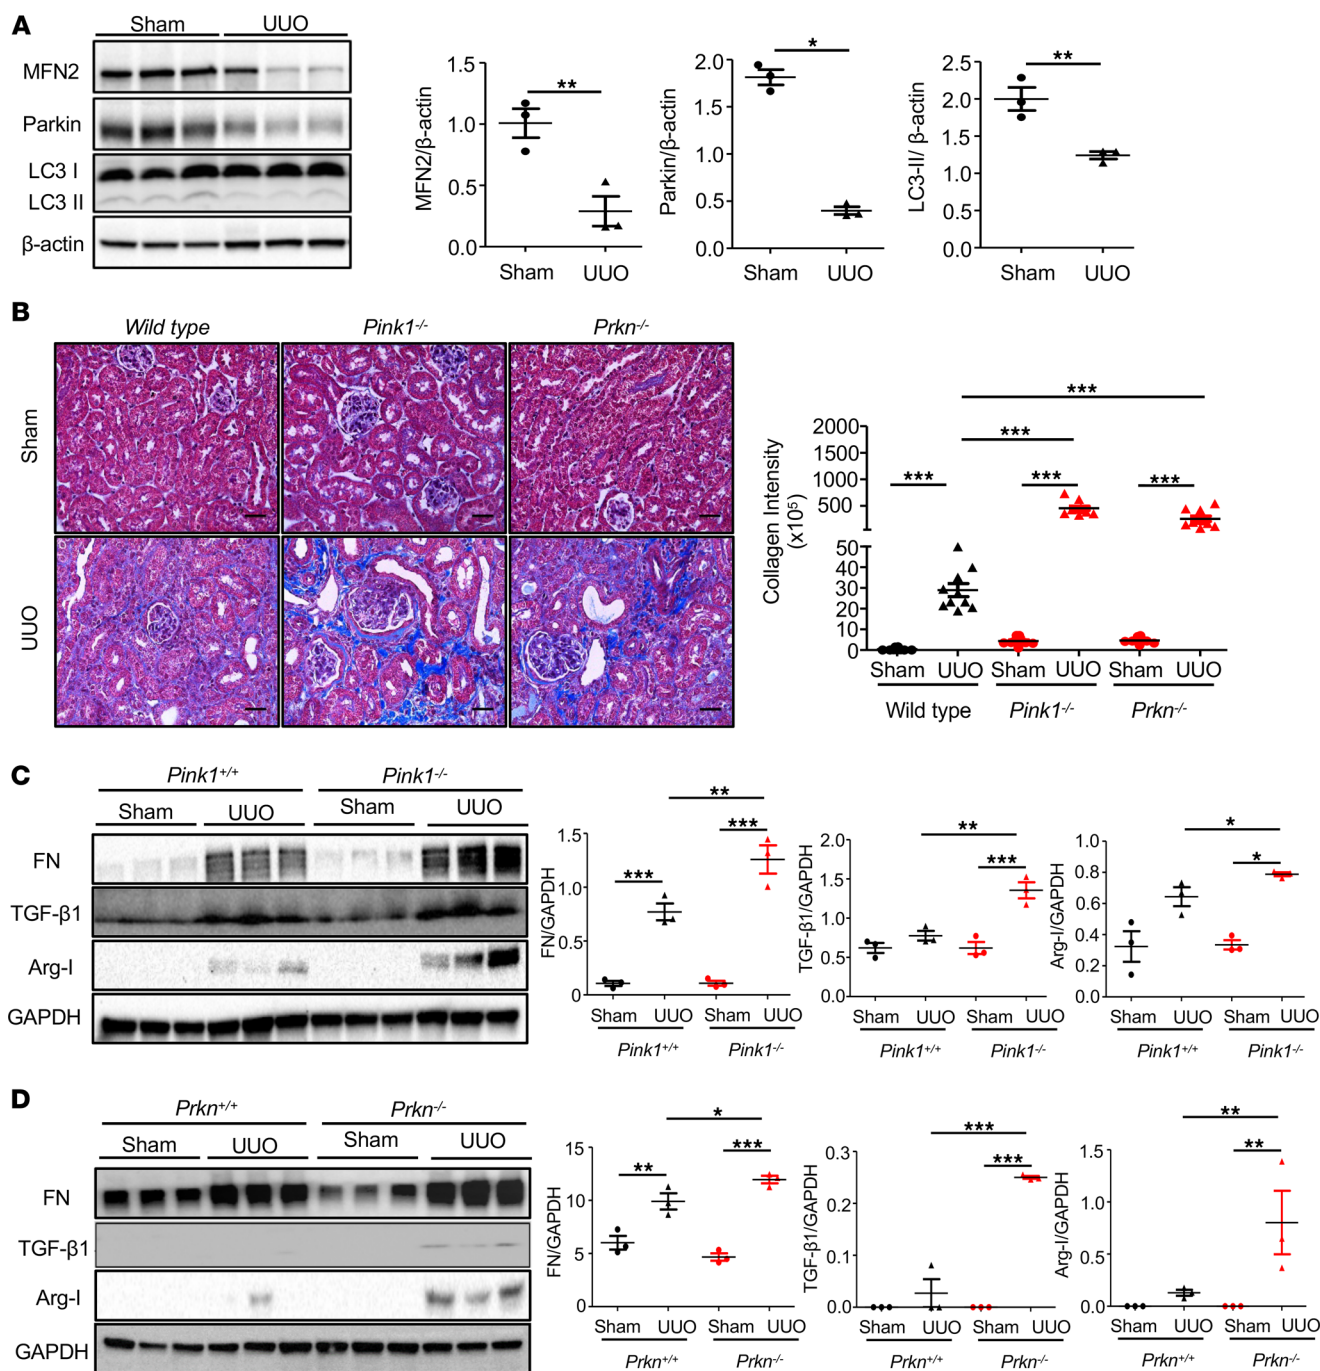 A
Sham UUO
MFN2
Parkin
LC3 I
LC3 II
β-actin
MFN2/β-actin
1.5
1.0
0.5
0.0
**
Sham UUO
Parkin/β-actin
2.0
1.5
1.0
0.5
0.0
*
Sham UUO
LC3-II/ β-actin
2.5
2.0
1.5
1.0
0.5
0.0
**
Sham UUO
B
Wild type Pink1-/- Prkn-/-
Sham
UUO
Collagen Intensity
(x10⁵)
2000
1500
1000
500
50
40
30
20
10
0
***
***
*** *** ***
Sham UUO Sham UUO Sham UUO
Wild type Pink1-/- Prkn-/-
C
Pink1+/+ Pink1-/-
Sham UUO Sham UUO
FN
TGF-β1
Arg-I
GAPDH
FN/GAPDH
1.5
1.0
0.5
0
**
***
***
Sham UUO Sham UUO
Pink1+/+ Pink1-/-
TGF-β1/GAPDH
2.0
1.5
1.0
0.5
0.0
**
***
Sham UUO Sham UUO
Pink1+/+ Pink1-/-
Arg-I/GAPDH
1.0
0.8
0.6
0.4
0.2
0.0
*
*
Sham UUO Sham UUO
Pink1+/+ Pink1-/-
D
Prkn+/+ Prkn-/-
Sham UUO Sham UUO
FN
TGF-β1
Arg-I
GAPDH
FN/GAPDH
15
10
5
0
*
** ***
Sham UUO Sham UUO
Prkn+/+ Prkn-/-
TGF-β1/GAPDH
0.3
0.2
0.1
0.0
***
***
Sham UUO Sham UUO
Prkn+/+ Prkn-/-
Arg-I/GAPDH
1.5
1.0
0.5
0.0
**
**
Sham UUO Sham UUO
Prkn+/+ Prkn-/-